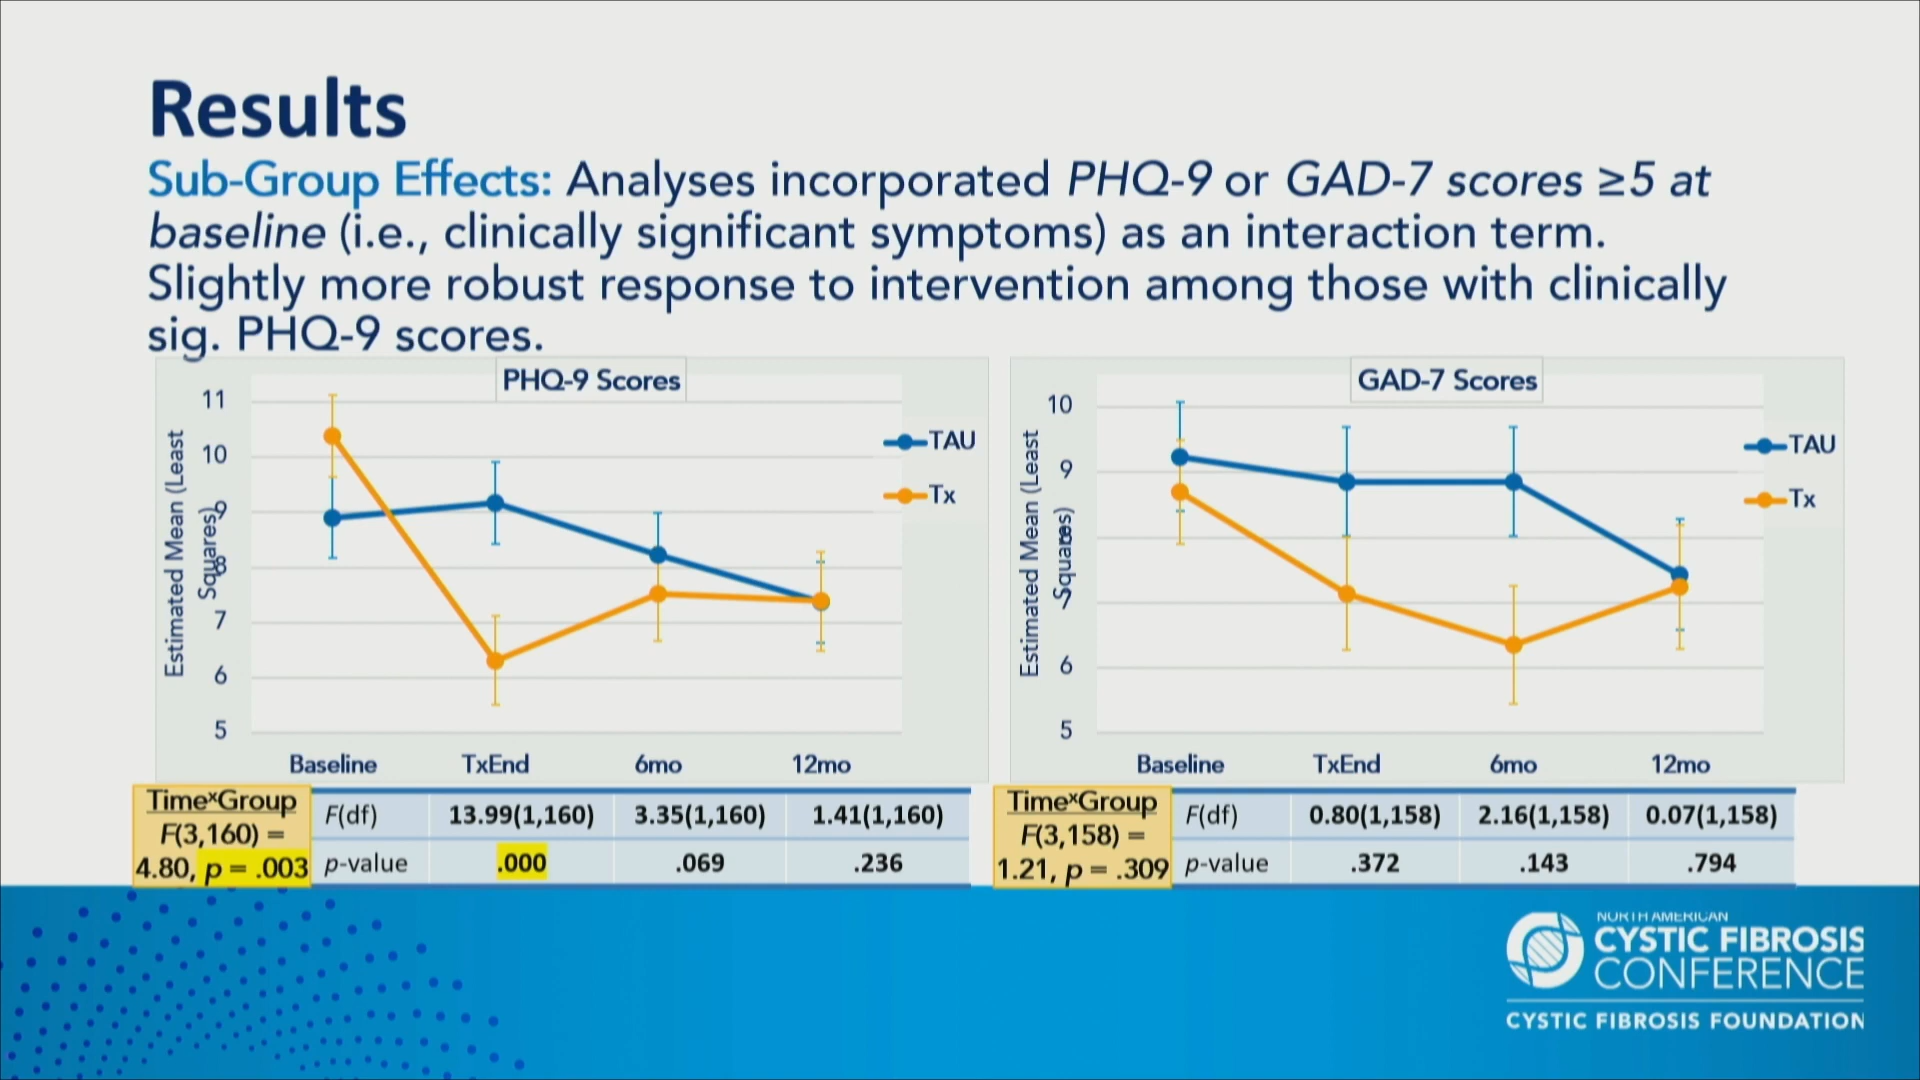 Results
Sub-Group Effects: Analyses incorporated PHQ-9 or GAD-7 scores ≥5 at
baseline (i.e., clinically significant symptoms) as an interaction term.
Slightly more robust response to intervention among those with clinically
sig. PHQ-9 scores.
PHQ-9 Scores
Estimated Mean (Least
Squares)
11
10
9
8
7
6
5
Baseline TxEnd 6mo 12mo
TAU
Tx
GAD-7 Scores
Estimated Mean (Least
Squares)
10
9
8
7
6
5
Baseline TxEnd 6mo 12mo
TAU
Tx
TimexGroup
F(3,160) =
4.80, p = .003
F(df) 13.99(1,160) 3.35(1,160) 1.41(1,160)
p-value .000 .069 .236
TimexGroup
F(3,158) =
1.21, p = .309
F(df) 0.80(1,158) 2.16(1,158) 0.07(1,158)
p-value .372 .143 .794
NORTH AMERICAN
CYSTIC FIBROSIS
CONFERENCE
CYSTIC FIBROSIS FOUNDATION